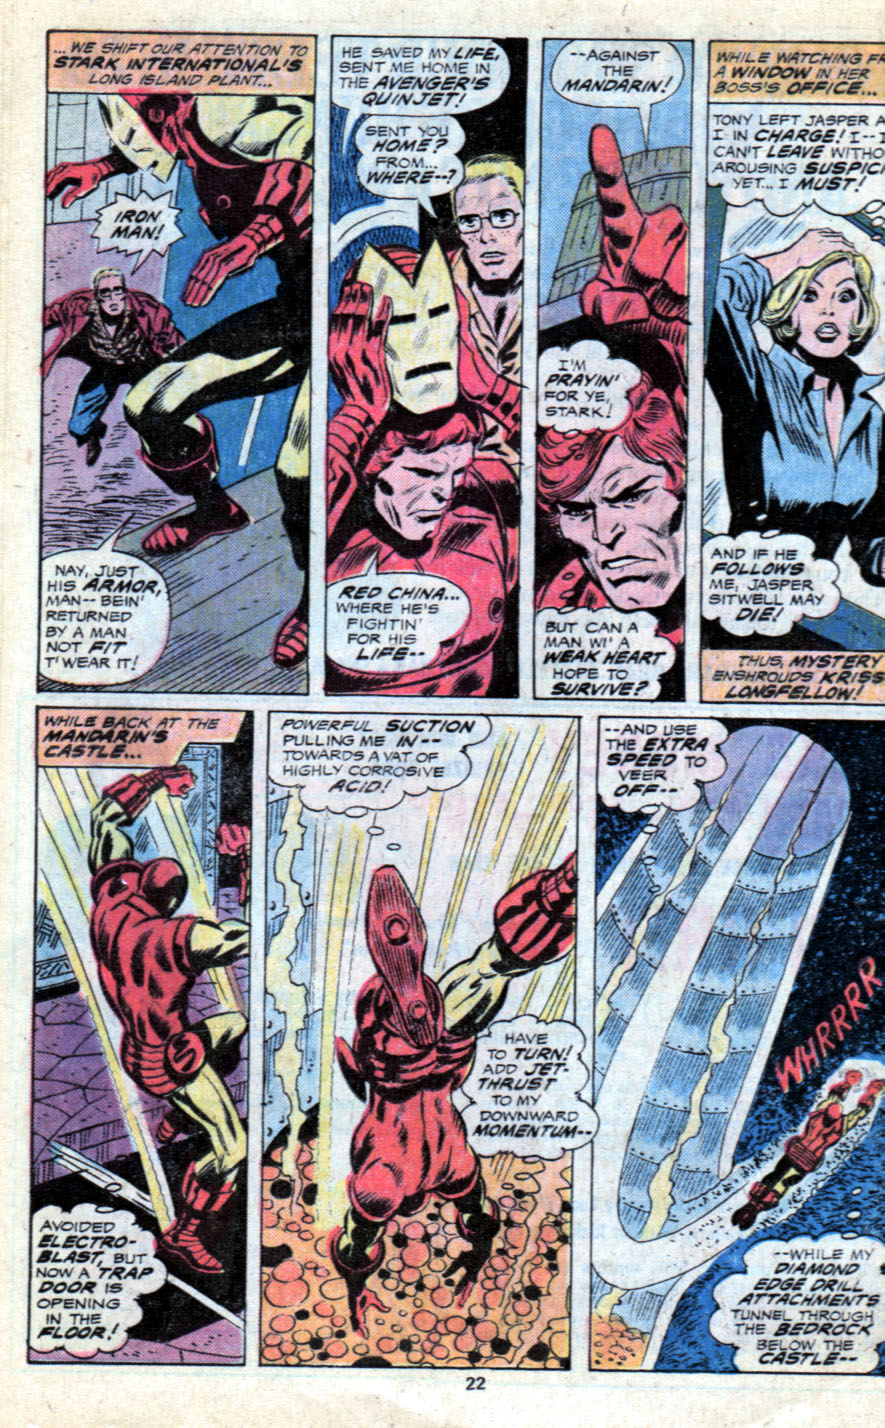 ...WE SHIFT OUR ATTENTION TO
STARK INTERNATIONAL'S
LONG ISLAND PLANT...
IRON
MAN!
NAY, JUST
HIS ARMOR,
MAN-- BEIN'
RETURNED
BY A MAN
NOT FIT
T'WEAR IT!
HE SAVED MY LIFE,
SENT ME HOME IN
THE AVENGER'S
QUINJET!
SENT YOU
HOME?
FROM...
WHERE--?
RED CHINA...
WHERE HE'S
FIGHTIN'
FOR HIS
LIFE--
--AGAINST
THE
MANDARIN!
I'M
PRAYIN'
FOR YE,
STARK!
BUT CAN A
MAN WI' A
WEAK HEART
HOPE TO
SURVIVE?
WHILE WATCHING FR
A WINDOW IN HER
BOSS'S OFFICE...
TONY LEFT JASPER A
I IN CHARGE! I--I
CAN'T LEAVE WITHO
AROUSING SUSPICI
YET... I MUST!
AND IF HE
FOLLOWS
ME, JASPER
SITWELL MAY
DIE!
THUS, MYSTERY
ENSHROUDS KRISS
LONGFELLOW!
WHILE BACK AT THE
MANDARIN'S
CASTLE...
AVOIDED
ELECTRO-
BLAST, BUT
NOW A TRAP
DOOR IS
OPENING
IN THE
FLOOR!
POWERFUL SUCTION
PULLING ME IN--
TOWARDS A VAT OF
HIGHLY CORROSIVE
ACID!
HAVE
TO TURN!
ADD JET-
THRUST
TO MY
DOWNWARD
MOMENTUM--
--AND USE
THE EXTRA
SPEED TO
VEER
OFF--
WHRRRR
--WHILE MY
DIAMOND
EDGE DRILL
ATTACHMENTS
TUNNEL THROUGH
THE BEDROCK
BELOW THE
CASTLE--
22